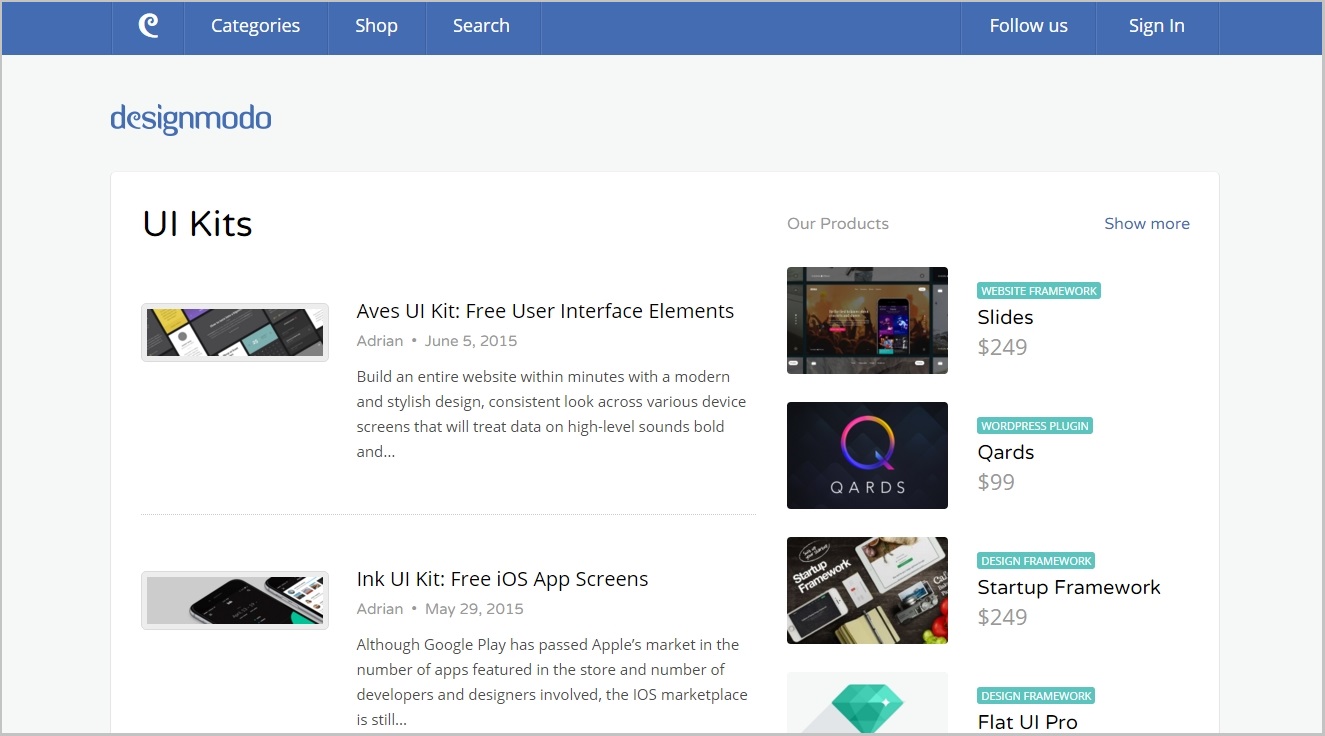 Categories
Shop
Search
Follow us
Sign In
designmodo
UI Kits
Aves UI Kit: Free User Interface Elements
Adrian • June 5, 2015
Build an entire website within minutes with a modern
and stylish design, consistent look across various device
screens that will treat data on high-level sounds bold
and...
Ink UI Kit: Free iOS App Screens
Adrian • May 29, 2015
Although Google Play has passed Apple’s market in the
number of apps featured in the store and number of
developers and designers involved, the IOS marketplace
is still...
Our Products
Show more
WEBSITE FRAMEWORK
Slides
$249
QARDS
WORDPRESS PLUGIN
Qards
$99
Startup
Framework
DESIGN FRAMEWORK
Startup Framework
$249
DESIGN FRAMEWORK
Flat UI Pro